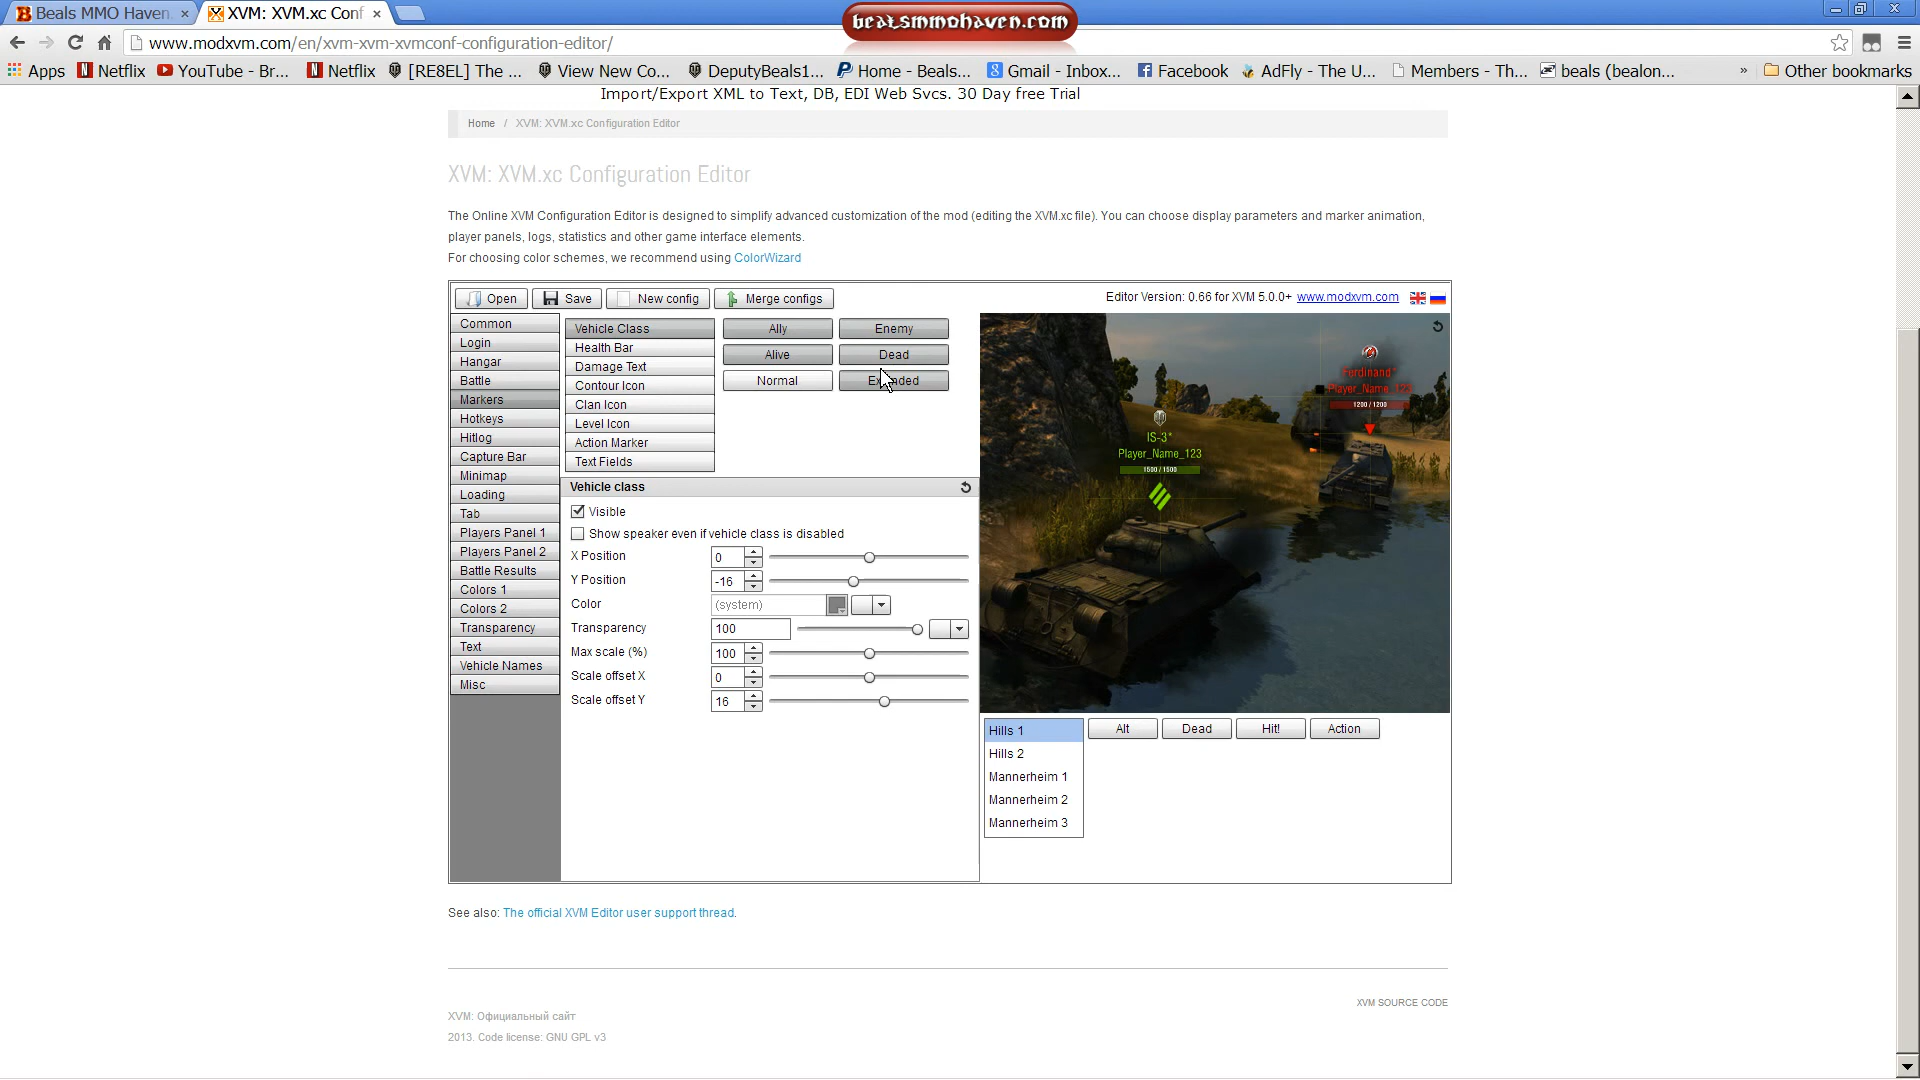 Beals MMO Haven
XVM: XVM.xc Conf
bealsmmohaven.com
www.modxvm.com/en/xvm-xvm-xvmconf-configuration-editor/
Apps Netflix YouTube - Br... Netflix [RE8EL] The ... View New Co... DeputyBeals1... Home - Beals... Gmail - Inbox... Facebook AdFly - The U... Members - Th... beals (bealon... » Other bookmarks
Import/Export XML to Text, DB, EDI Web Svcs. 30 Day free Trial
Home / XVM: XVM.xc Configuration Editor
XVM: XVM.xc Configuration Editor
The Online XVM Configuration Editor is designed to simplify advanced customization of the mod (editing the XVM.xc file). You can choose display parameters and marker animation,
player panels, logs, statistics and other game interface elements.
For choosing color schemes, we recommend using ColorWizard
Open Save New config Merge configs
Editor Version: 0.66 for XVM 5.0.0+ www.modxvm.com
Common
Login
Hangar
Battle
Markers
Hotkeys
Hitlog
Capture Bar
Minimap
Loading
Tab
Players Panel 1
Players Panel 2
Battle Results
Colors 1
Colors 2
Transparency
Text
Vehicle Names
Misc
Vehicle Class
Health Bar
Damage Text
Contour Icon
Clan Icon
Level Icon
Action Marker
Text Fields
Ally Enemy
Alive Dead
Normal
Vehicle class
Visible
Show speaker even if vehicle class is disabled
X Position 0
Y Position -16
Color (system)
Transparency 100
Max scale (%) 100
Scale offset X 0
Scale offset Y 16
Ferdinand*
Player_Name_123
1200 / 1200
IS-3*
Player_Name_123
1500 / 1500
Hills 1
Hills 2
Mannerheim 1
Mannerheim 2
Mannerheim 3
Alt Dead Hit! Action
See also: The official XVM Editor user support thread.
XVM SOURCE CODE
XVM: Официальный сайт
2013. Code license: GNU GPL v3